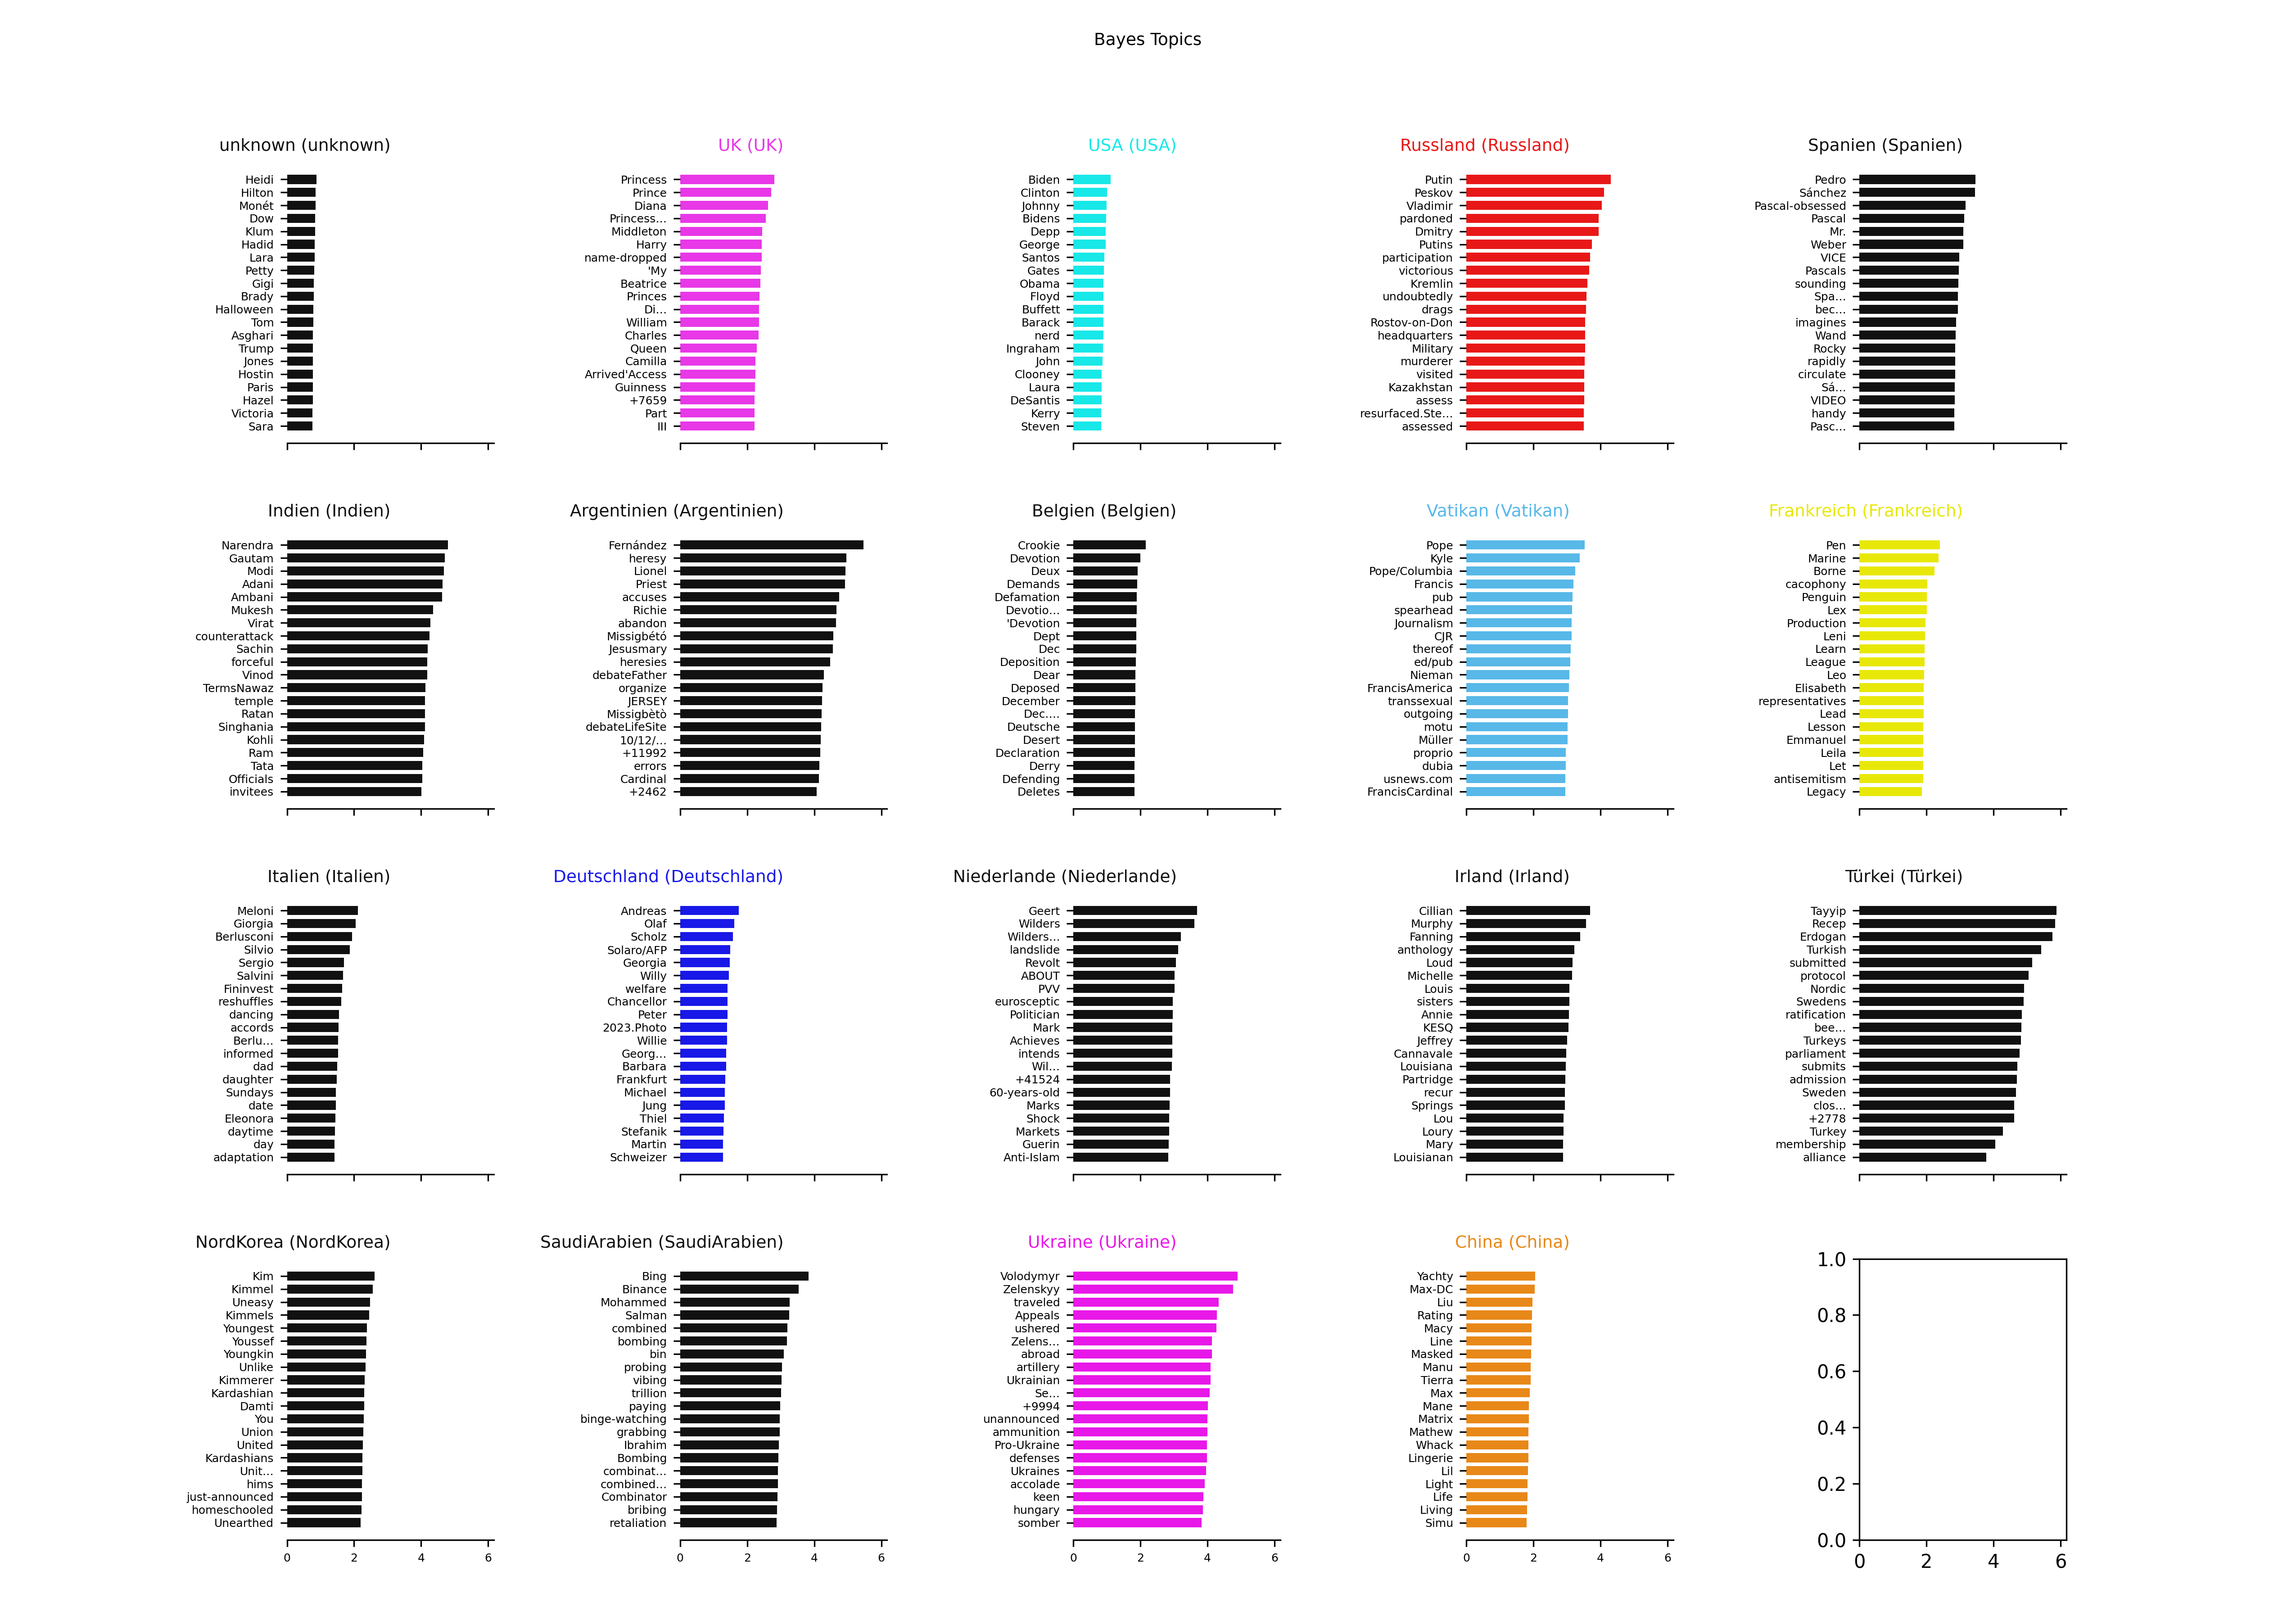 Bayes Topics
unknown (unknown)
Heidi
Hilton
Monét
Dow
Klum
Hadid
Lara
Petty
Gigi
Brady
Halloween
Tom
Asghari
Trump
Jones
Hostin
Paris
Hazel
Victoria
Sara
UK (UK)
Princess
Prince
Diana
Princess...
Middleton
Harry
name-dropped
'My
Beatrice
Princes
Di...
William
Charles
Queen
Camilla
Arrived'Access
Guinness
+7659
Part
III
USA (USA)
Biden
Clinton
Johnny
Bidens
Depp
George
Santos
Gates
Obama
Floyd
Buffett
Barack
nerd
Ingraham
John
Clooney
Laura
DeSantis
Kerry
Steven
Russland (Russland)
Putin
Peskov
Vladimir
pardoned
Dmitry
Putins
participation
victorious
Kremlin
undoubtedly
drags
Rostov-on-Don
headquarters
Military
murderer
visited
Kazakhstan
assess
resurfaced.Ste...
assessed
Spanien (Spanien)
Pedro
Sánchez
Pascal-obsessed
Pascal
Mr.
Weber
VICE
Pascals
sounding
Spa...
bec...
imagines
Wand
Rocky
rapidly
circulate
Sá...
VIDEO
handy
Pasc...
Indien (Indien)
Narendra
Gautam
Modi
Adani
Ambani
Mukesh
Virat
counterattack
Sachin
forceful
Vinod
TermsNawaz
temple
Ratan
Singhania
Kohli
Ram
Tata
Officials
invitees
Argentinien (Argentinien)
Fernández
heresy
Lionel
Priest
accuses
Richie
abandon
Missigbétó
Jesusmary
heresies
debateFather
organize
JERSEY
Missigbètò
debateLifeSite
10/12/...
+11992
errors
Cardinal
+2462
Belgien (Belgien)
Crookie
Devotion
Deux
Demands
Defamation
Devotio...
'Devotion
Dept
Dec
Deposition
Dear
Deposed
December
Dec....
Deutsche
Desert
Declaration
Derry
Defending
Deletes
Vatikan (Vatikan)
Pope
Kyle
Pope/Columbia
Francis
pub
spearhead
Journalism
CJR
thereof
ed/pub
Nieman
FrancisAmerica
transsexual
outgoing
motu
Müller
proprio
dubia
usnews.com
FrancisCardinal
Frankreich (Frankreich)
Pen
Marine
Borne
cacophony
Penguin
Lex
Production
Leni
Learn
League
Leo
Elisabeth
representatives
Lead
Lesson
Emmanuel
Leila
Let
antisemitism
Legacy
Italien (Italien)
Meloni
Giorgia
Berlusconi
Silvio
Sergio
Salvini
Fininvest
reshuffles
dancing
accords
Berlu...
informed
dad
daughter
Sundays
date
Eleonora
daytime
day
adaptation
Deutschland (Deutschland)
Andreas
Olaf
Scholz
Solaro/AFP
Georgia
Willy
welfare
Chancellor
Peter
2023.Photo
Willie
Georg...
Barbara
Frankfurt
Michael
Jung
Thiel
Stefanik
Martin
Schweizer
Niederlande (Niederlande)
Geert
Wilders
Wilders...
landslide
Revolt
ABOUT
PVV
eurosceptic
Politician
Mark
Achieves
intends
Wil...
+41524
60-years-old
Marks
Shock
Markets
Guerin
Anti-Islam
Irland (Irland)
Cillian
Murphy
Fanning
anthology
Loud
Michelle
Louis
sisters
Annie
KESQ
Jeffrey
Cannavale
Louisiana
Partridge
recur
Springs
Lou
Loury
Mary
Louisianan
Türkei (Türkei)
Tayyip
Recep
Erdogan
Turkish
submitted
protocol
Nordic
Swedens
ratification
bee...
Turkeys
parliament
submits
admission
Sweden
clos...
+2778
Turkey
membership
alliance
NordKorea (NordKorea)
Kim
Kimmel
Uneasy
Kimmels
Youngest
Youssef
Youngkin
Unlike
Kimmerer
Kardashian
Damti
You
Union
United
Kardashians
Unit...
hims
just-announced
homeschooled
Unearthed
0 2 4 6
SaudiArabien (SaudiArabien)
Bing
Binance
Mohammed
Salman
combined
bombing
bin
probing
vibing
trillion
paying
binge-watching
grabbing
Ibrahim
Bombing
combinat...
combined...
Combinator
bribing
retaliation
0 2 4 6
Ukraine (Ukraine)
Volodymyr
Zelenskyy
traveled
Appeals
ushered
Zelens...
abroad
artillery
Ukrainian
Se...
+9994
unannounced
ammunition
Pro-Ukraine
defenses
Ukraines
accolade
keen
hungary
somber
0 2 4 6
China (China)
Yachty
Max-DC
Liu
Rating
Macy
Line
Masked
Manu
Tierra
Max
Mane
Matrix
Mathew
Whack
Lingerie
Lil
Light
Life
Living
Simu
0 2 4 6
1.0
0.8
0.6
0.4
0.2
0.0
0 2 4 6